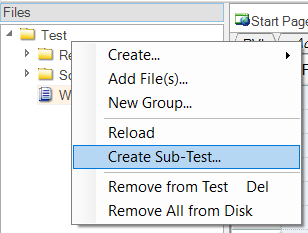 Files
Start Page
Test
Create...
Add File(s)...
New Group...
Reload
Create Sub-Test...
Remove from Test Del
Remove All from Disk